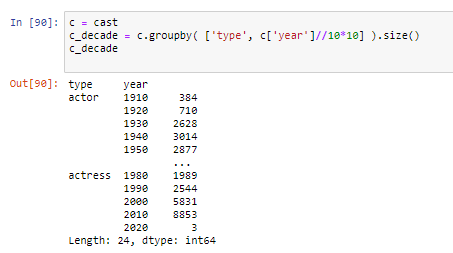 In [90]: c = cast
c_decade = c.groupby( ['type', c['year']//10*10] ).size()
c_decade
Out[90]: type year
actor 1910 384
1920 710
1930 2628
1940 3014
1950 2877
...
actress 1980 1989
1990 2544
2000 5831
2010 8853
2020 3
Length: 24, dtype: int64